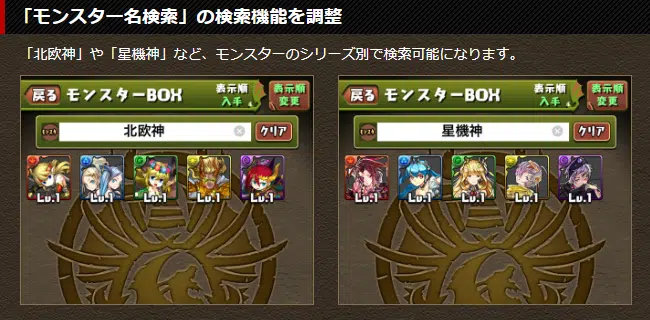 「モンスター名検索」の検索機能を調整
「北欧神」や「星機神」など、モンスターのシリーズ別で検索可能になります。
戻る モンスターBOX 表示順 入手 表示順 変更
北欧神 クリア
Lv.1 Lv.1 Lv.1 Lv.1 Lv.1
戻る モンスターBOX 表示順 入手 表示順 変更
星機神 クリア
Lv.1 Lv.1 Lv.1 Lv.1 Lv.1